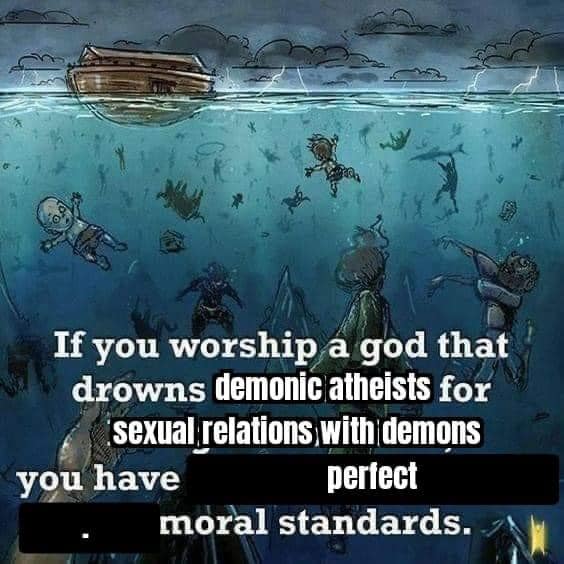 If you worship a god that
drowns demonic atheists for
sexual relations with demons
you have perfect
. moral standards.